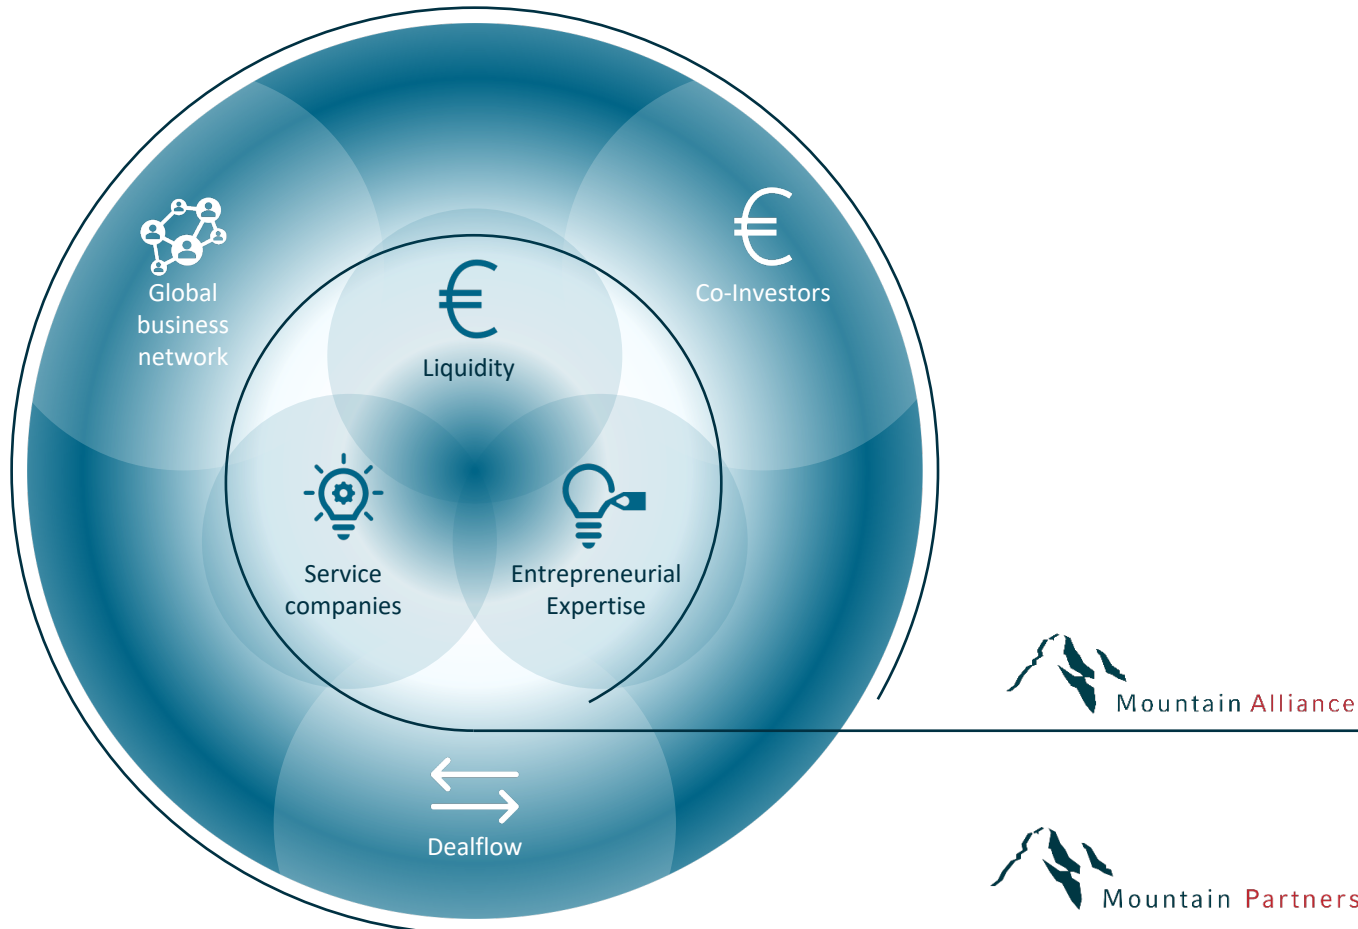 Global
business
network
Co-Investors
Liquidity
Service
companies
Entrepreneurial
Expertise
Mountain Alliance
Dealflow
Mountain Partners